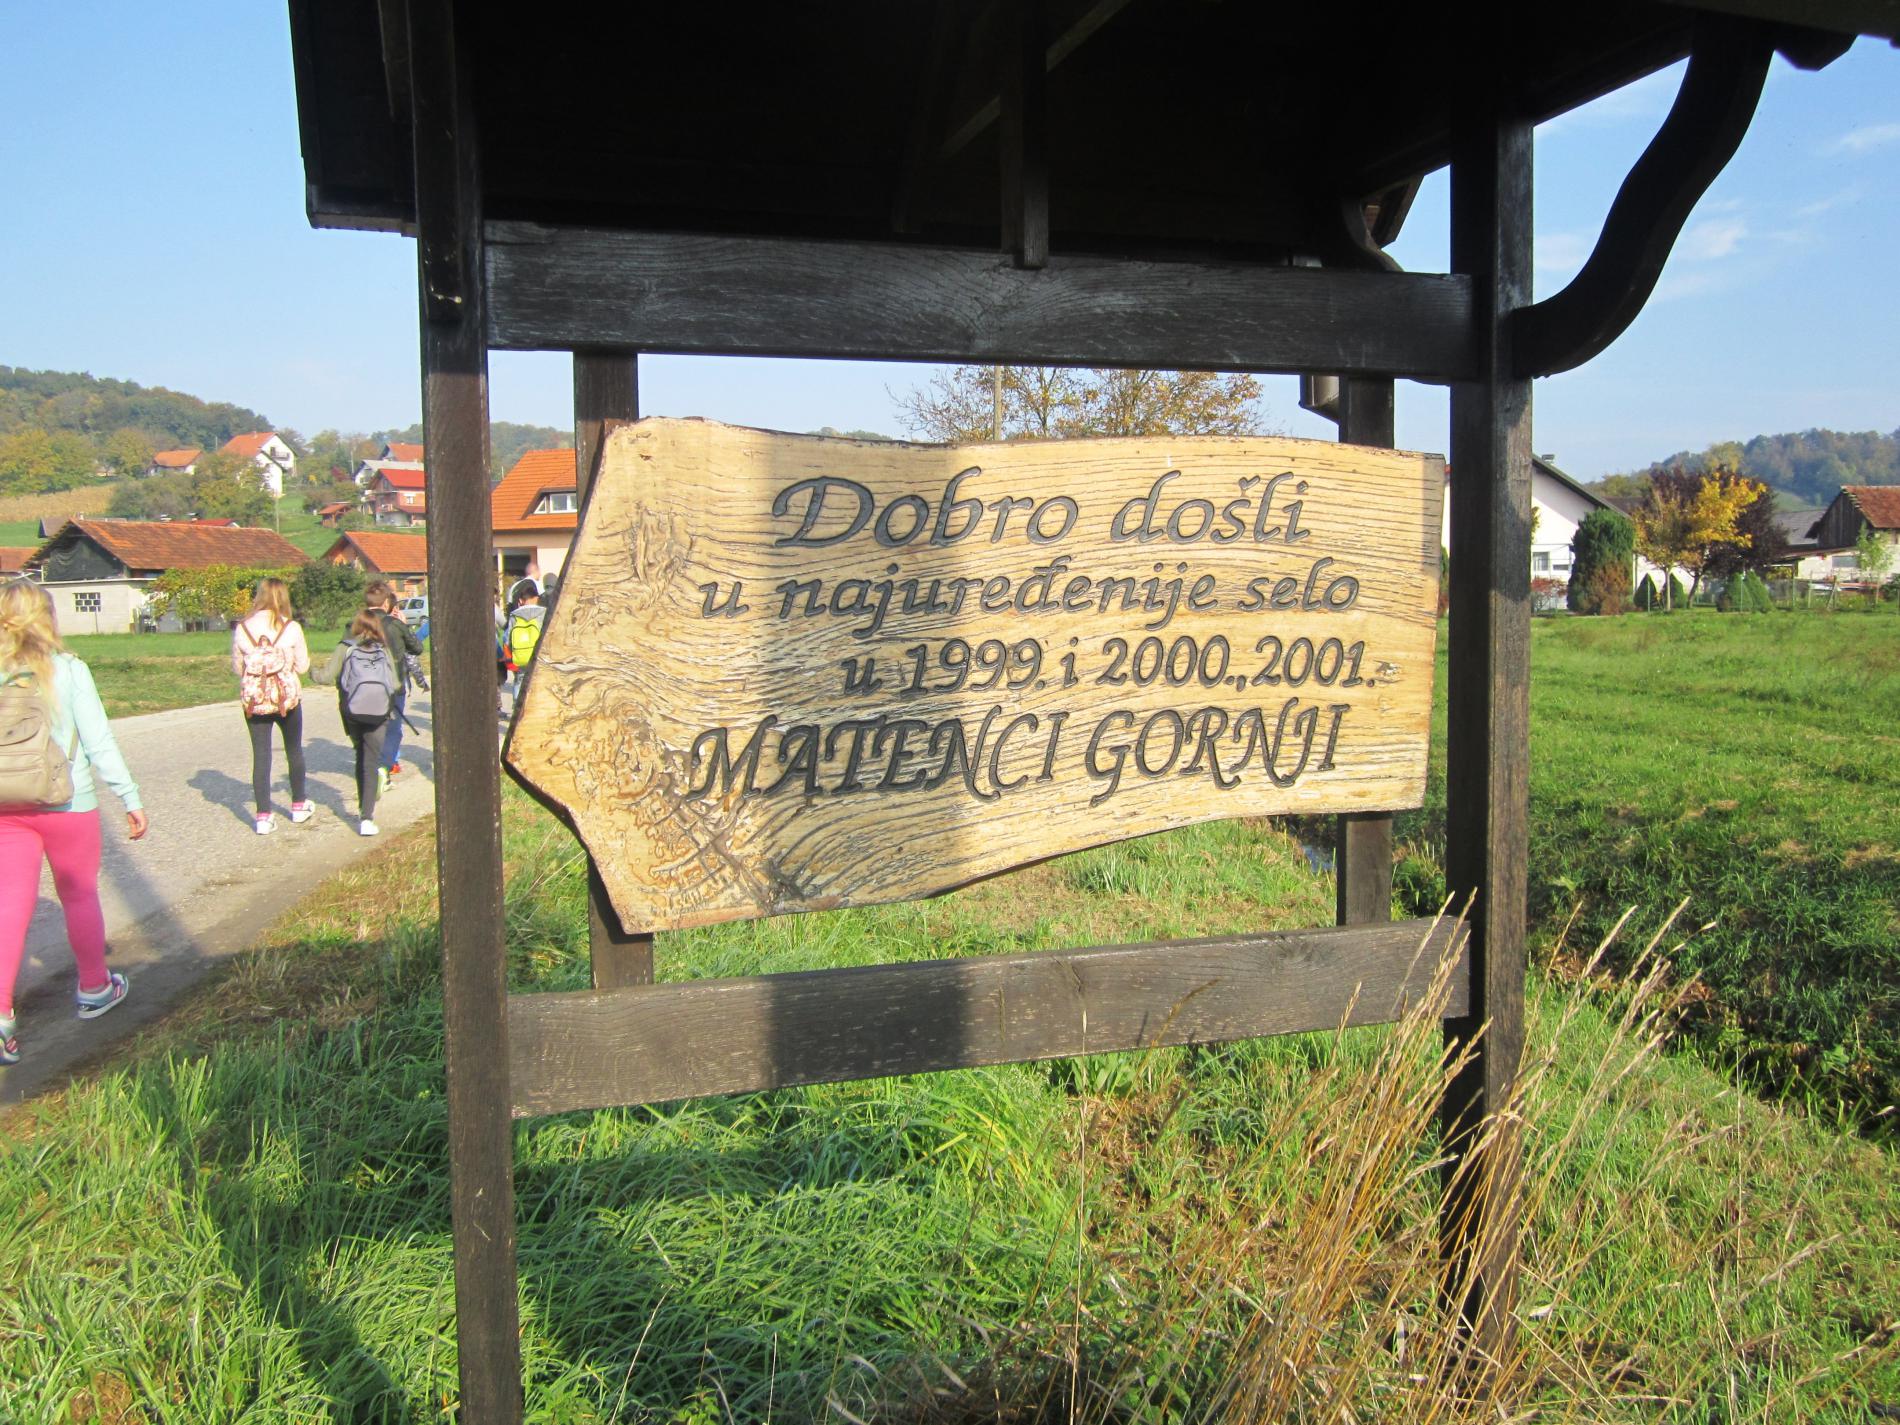 Dobro došli
u najuređenije selo
u 1999. i 2000., 2001.
MATENCI GORNJI